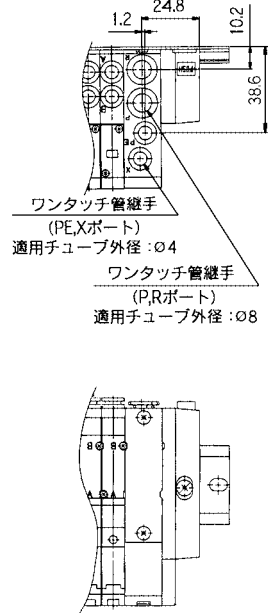 24.8
1.2
10.2
38.6
A
R
B
P
PE
X
ワンタッチ管継手
(PE,Xポート)
適用チューブ外径:Ø4
ワンタッチ管継手
(P,Rポート)
適用チューブ外径:Ø8
B
B
A
A